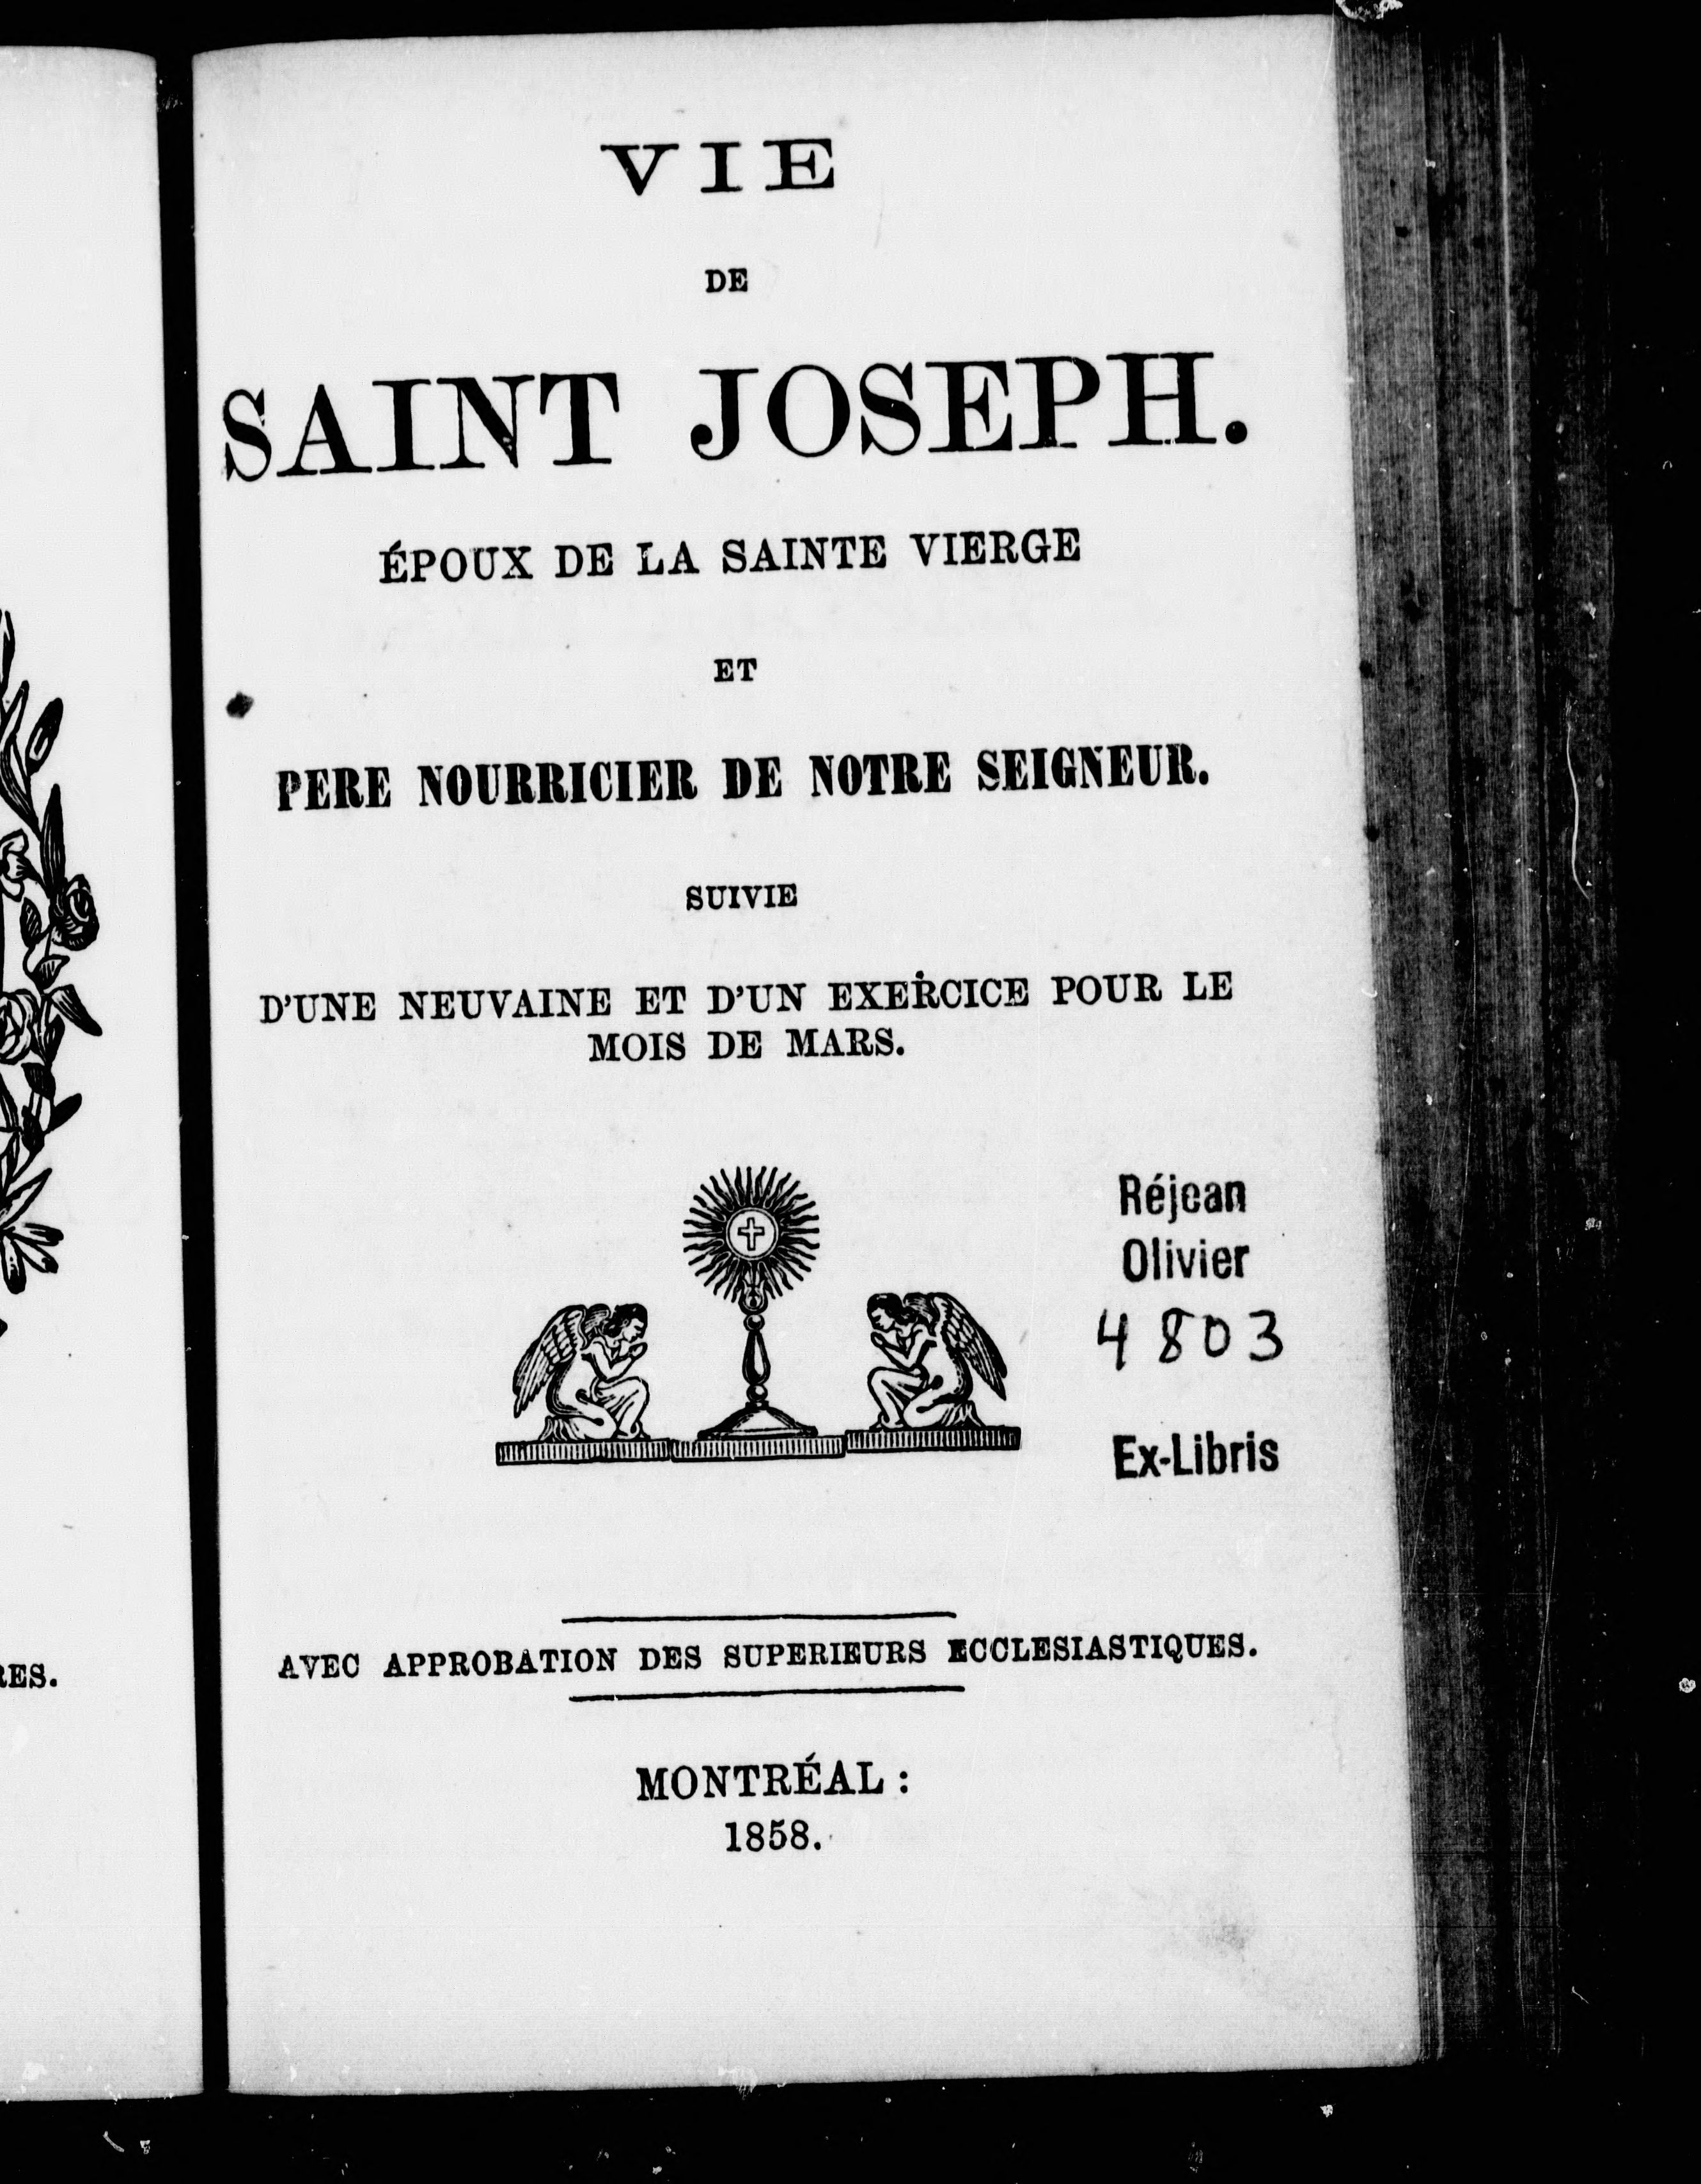 VIE
DE
SAINT JOSEPH.
ÉPOUX DE LA SAINTE VIERGE
ET
PERE NOURRICIER DE NOTRE SEIGNEUR.
SUIVIE
D'UNE NEUVAINE ET D'UN EXERCICE POUR LE
MOIS DE MARS.
Réjean
Olivier
4803
Ex-Libris
AVEC APPROBATION DES SUPERIEURS ECCLESIASTIQUES.
MONTRÉAL :
1858.